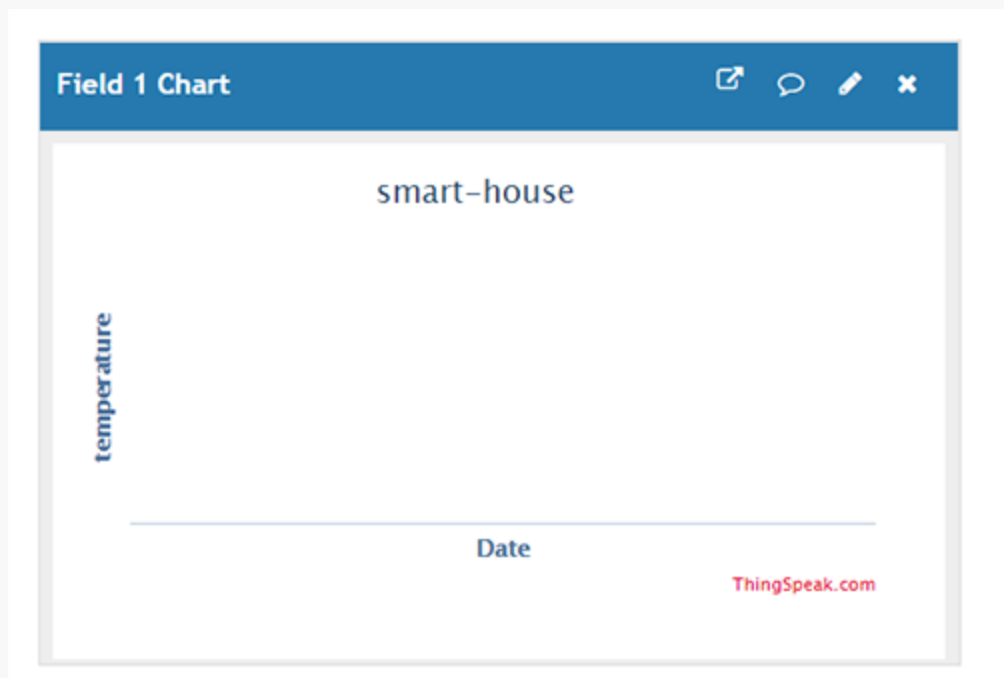 Field 1 Chart
smart-house
temperature
Date
ThingSpeak.com